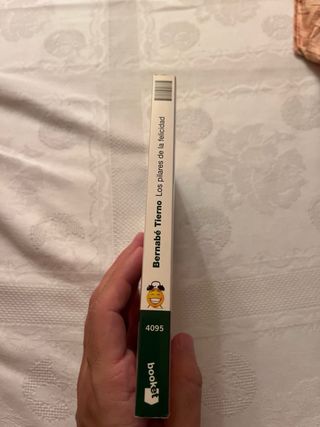 Bernabé Tierno Los pilares de la felicidad
4095
booket